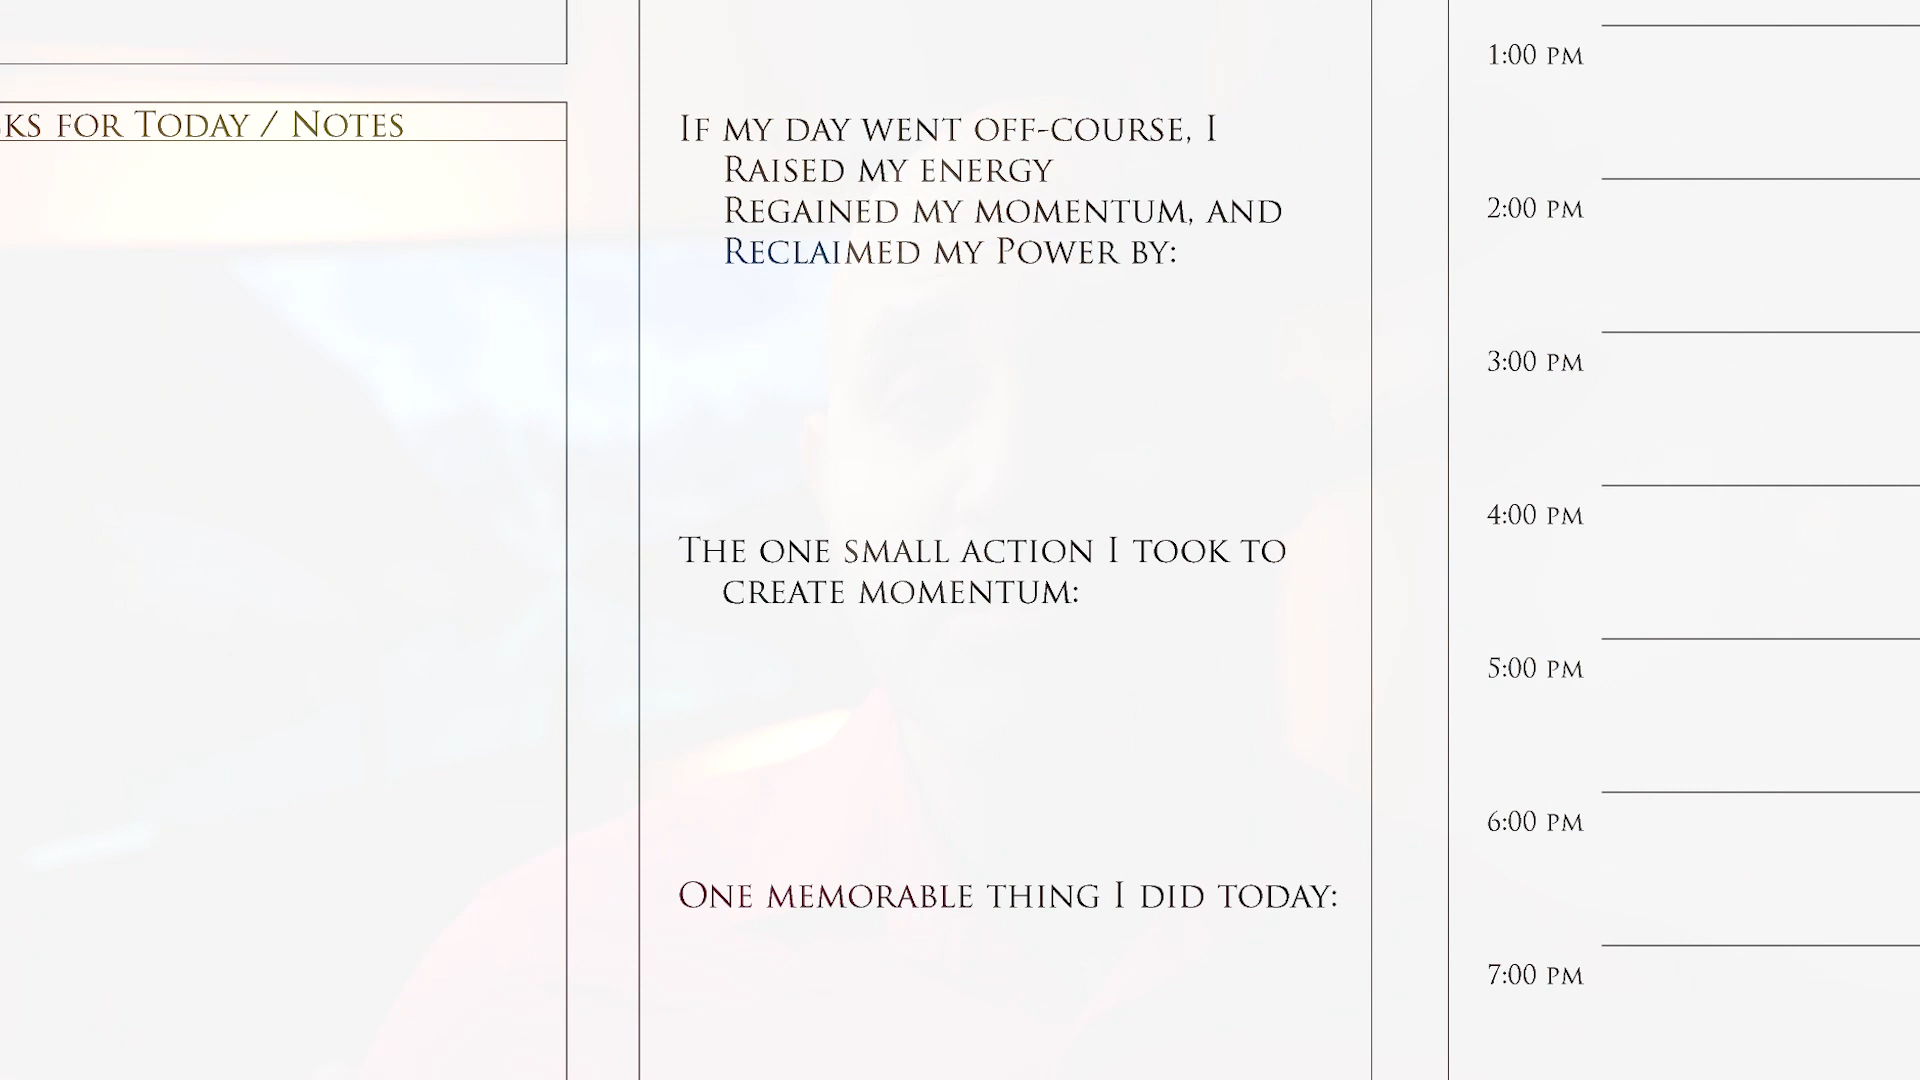 ks for Today / Notes
If my day went off-course, I
Raised my energy
Regained my momentum, and
Reclaimed my Power by:
The one small action I took to
create momentum:
One memorable thing I did today:
1:00 PM
2:00 PM
3:00 PM
4:00 PM
5:00 PM
6:00 PM
7:00 PM